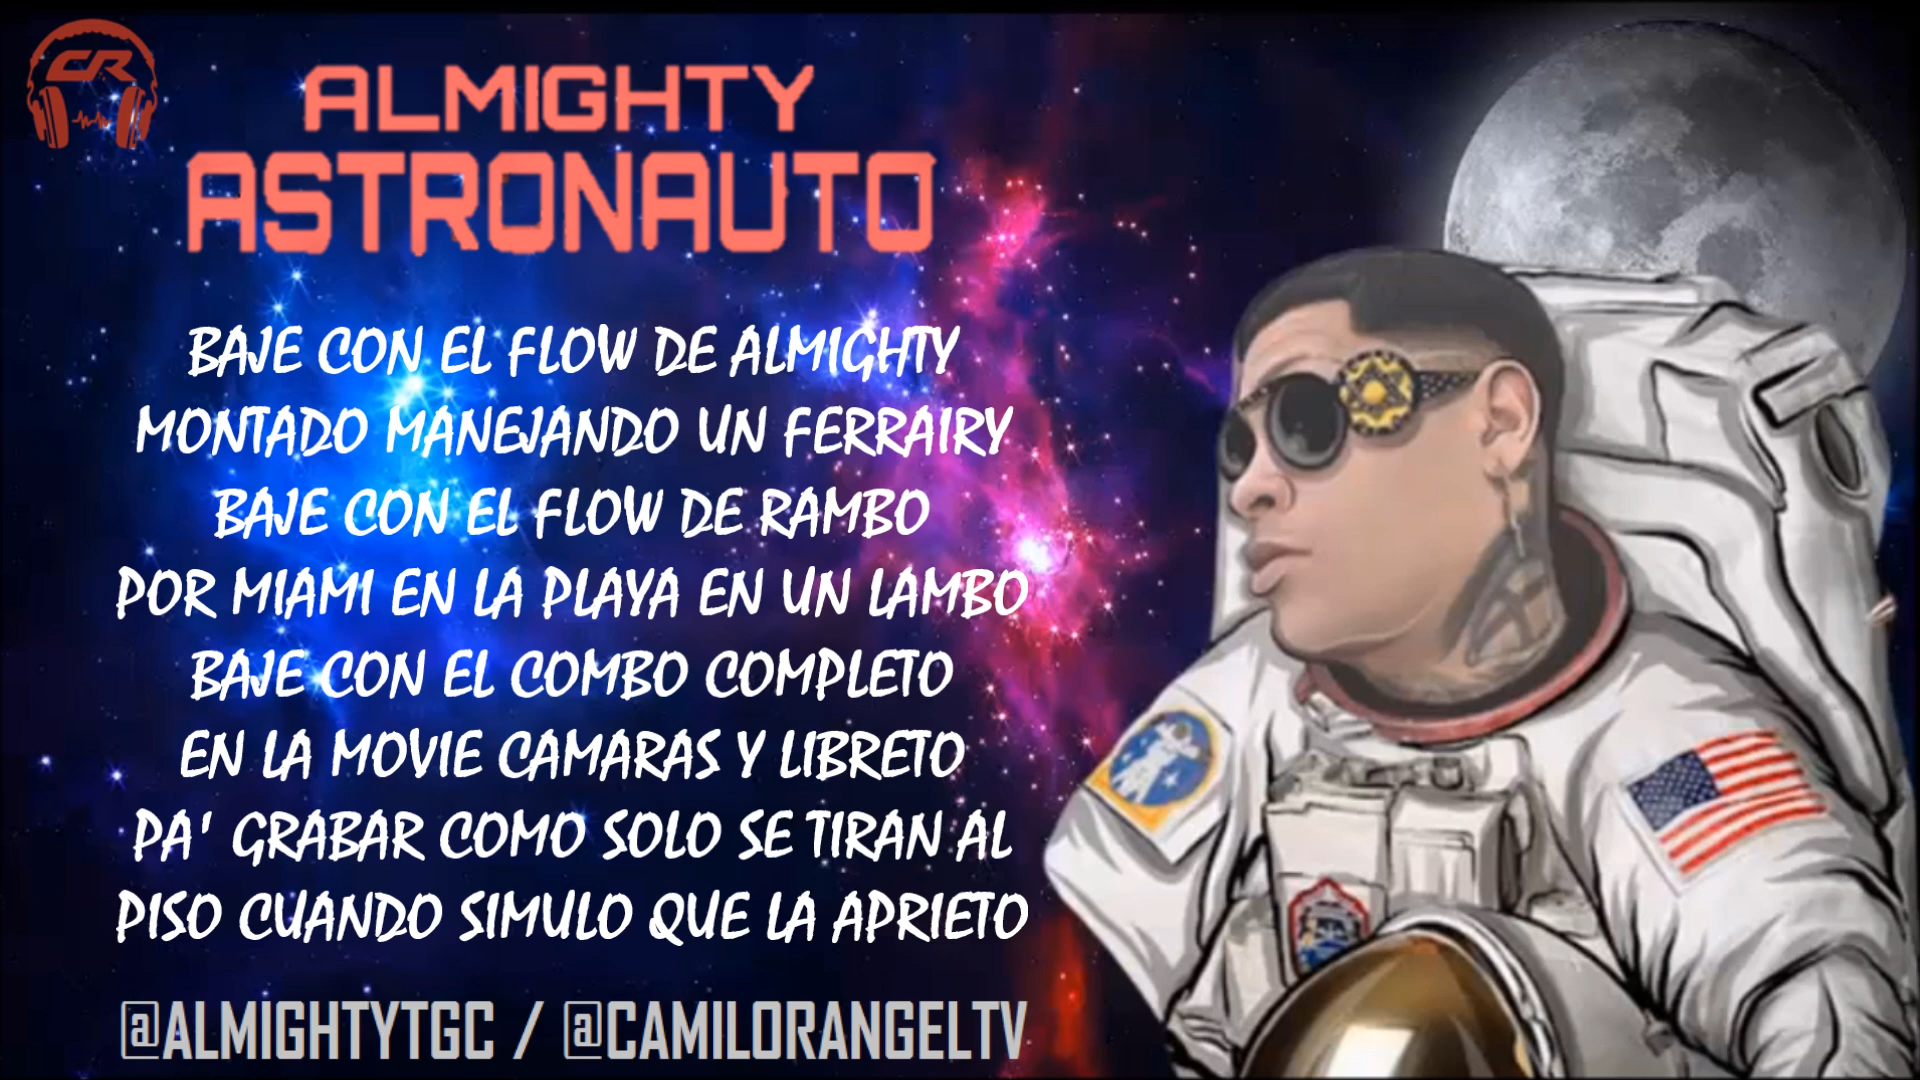 CR
ALMIGHTY
ASTRONAUTO
BAJE CON EL FLOW DE ALMIGHTY
MONTADO MANEJANDO UN FERRAIRY
BAJE CON EL FLOW DE RAMBO
POR MIAMI EN LA PLAYA EN UN LAMBO
BAJE CON EL COMBO COMPLETO
EN LA MOVIE CAMARAS Y LIBRETO
PA' GRABAR COMO SOLO SE TIRAN AL
PISO CUANDO SIMULO QUE LA APRIETO
@ALMIGHTYTGC / @CAMILORANGELTV